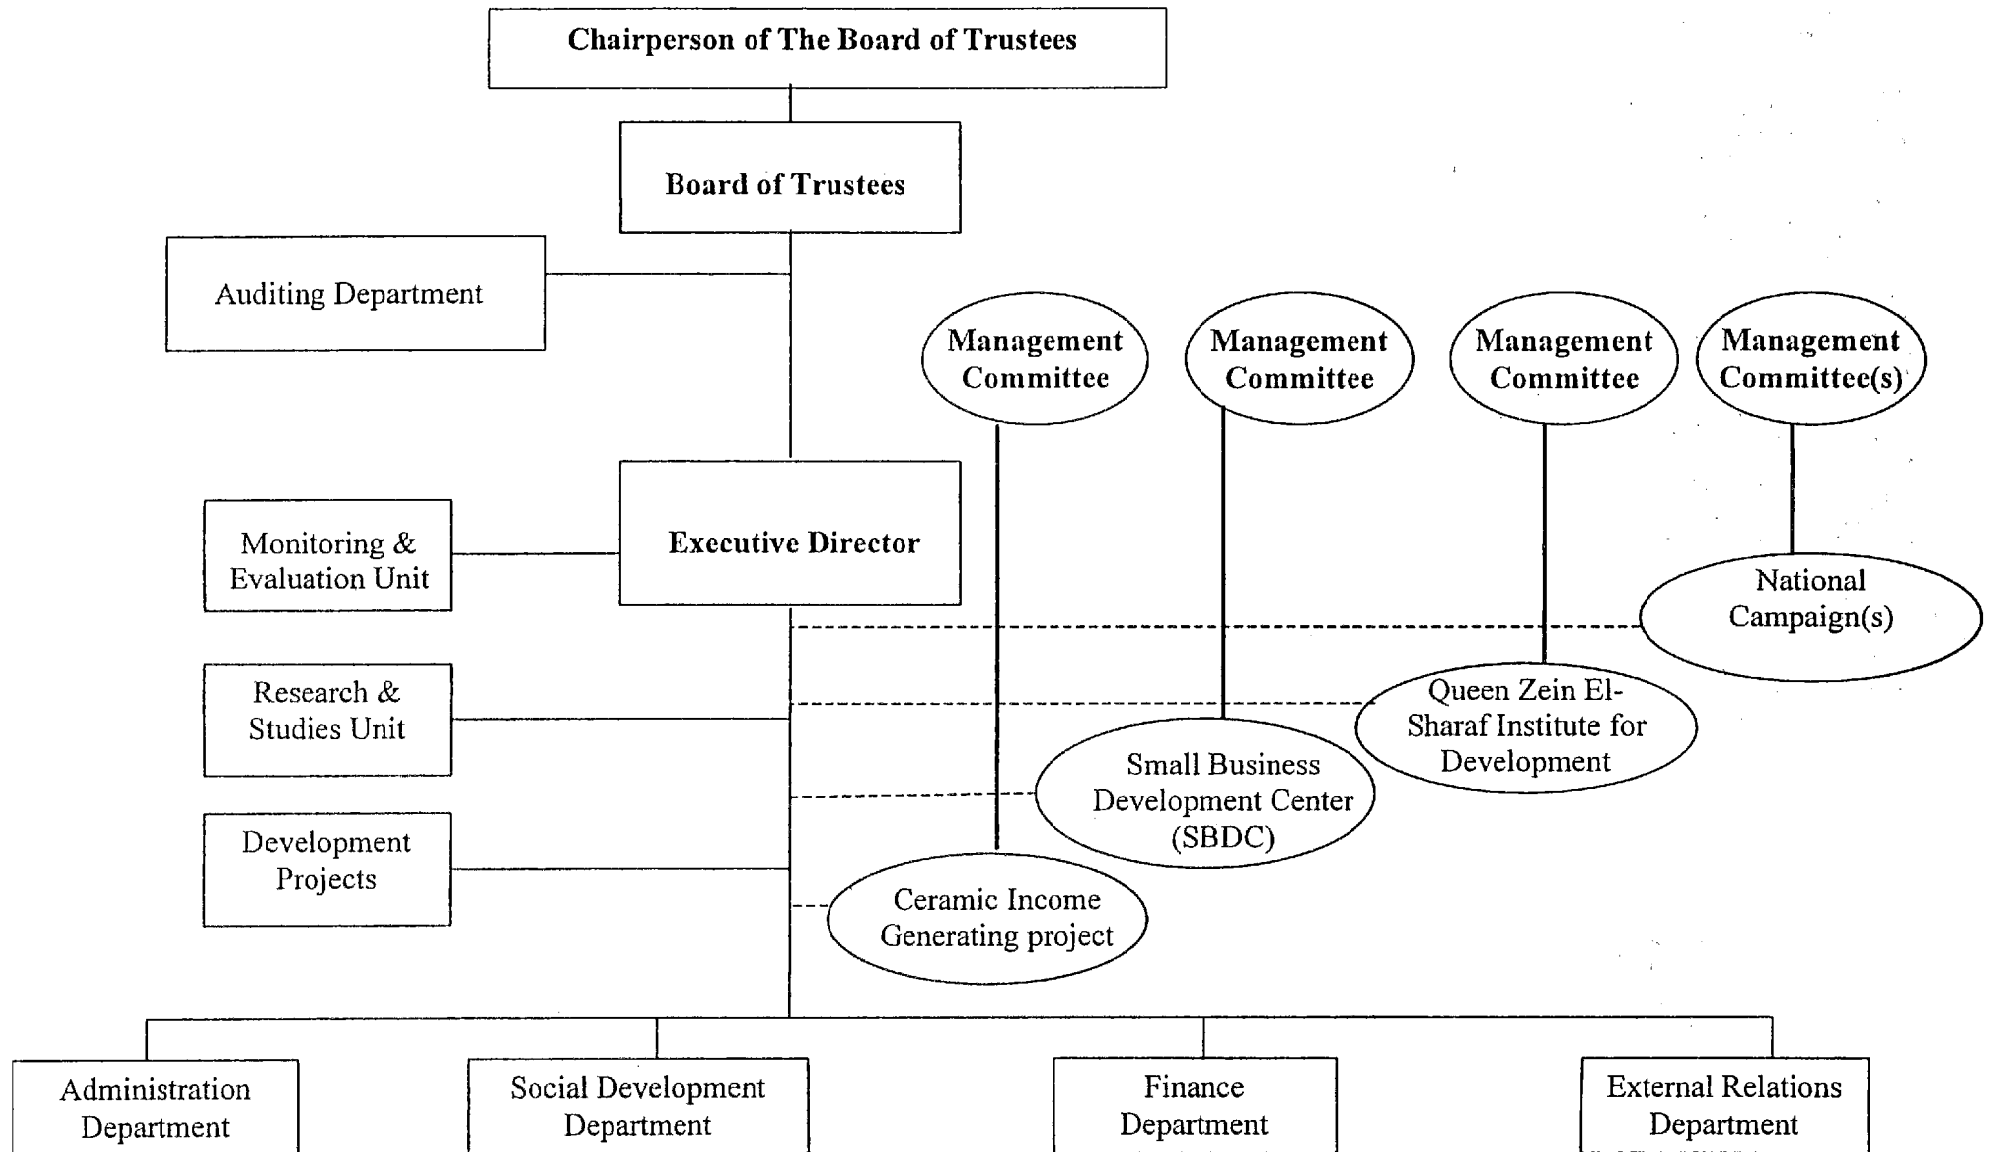 Chairperson of The Board of Trustees
Board of Trustees
Auditing Department
Management
Committee
Management
Committee
Management
Committee
Management
Committee(s)
Monitoring &
Evaluation Unit
Executive Director
National
Campaign(s)
Research &
Studies Unit
Queen Zein El-
Sharaf Institute for
Development
Small Business
Development Center
(SBDC)
Development
Projects
Ceramic Income
Generating project
Administration
Department
Social Development
Department
Finance
Department
External Relations
Department